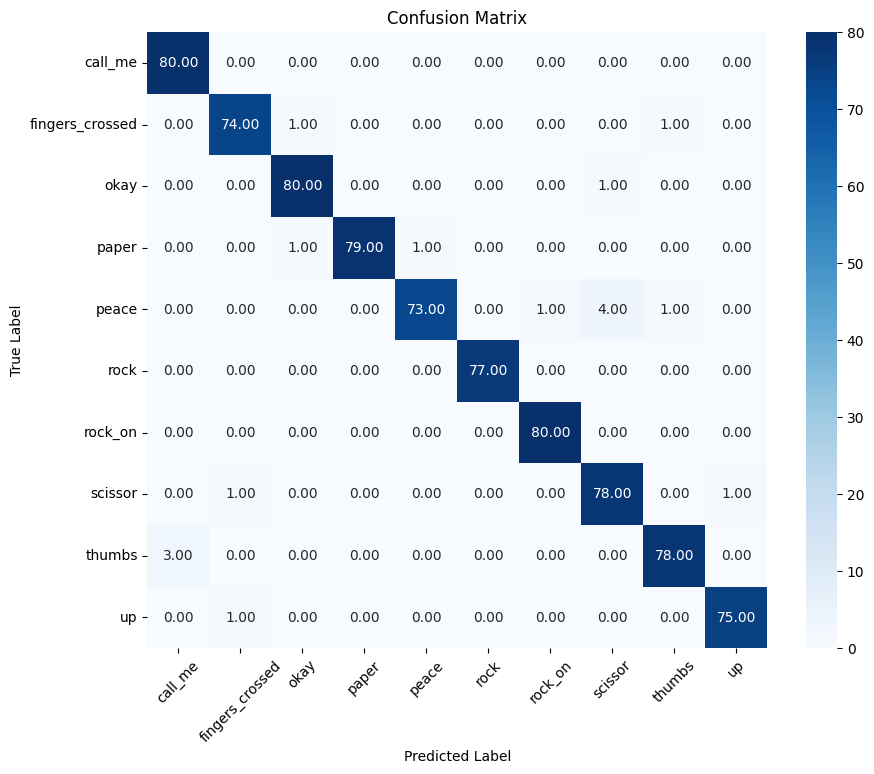 Confusion Matrix
call_me 80.00 0.00 0.00 0.00 0.00 0.00 0.00 0.00 0.00 0.00 80
fingers_crossed 0.00 74.00 1.00 0.00 0.00 0.00 0.00 0.00 1.00 0.00 70
okay 0.00 0.00 80.00 0.00 0.00 0.00 0.00 1.00 0.00 0.00 60
paper 0.00 0.00 1.00 79.00 1.00 0.00 0.00 0.00 0.00 0.00 50
peace 0.00 0.00 0.00 0.00 73.00 0.00 1.00 4.00 1.00 0.00 40
True Label
rock 0.00 0.00 0.00 0.00 0.00 77.00 0.00 0.00 0.00 0.00 30
rock_on 0.00 0.00 0.00 0.00 0.00 0.00 80.00 0.00 0.00 0.00 20
scissor 0.00 1.00 0.00 0.00 0.00 0.00 0.00 78.00 0.00 1.00
thumbs 3.00 0.00 0.00 0.00 0.00 0.00 0.00 0.00 78.00 0.00 10
up 0.00 1.00 0.00 0.00 0.00 0.00 0.00 0.00 0.00 75.00 0
call_me fingers_crossed okay paper peace rock rock_on scissor thumbs up
Predicted Label